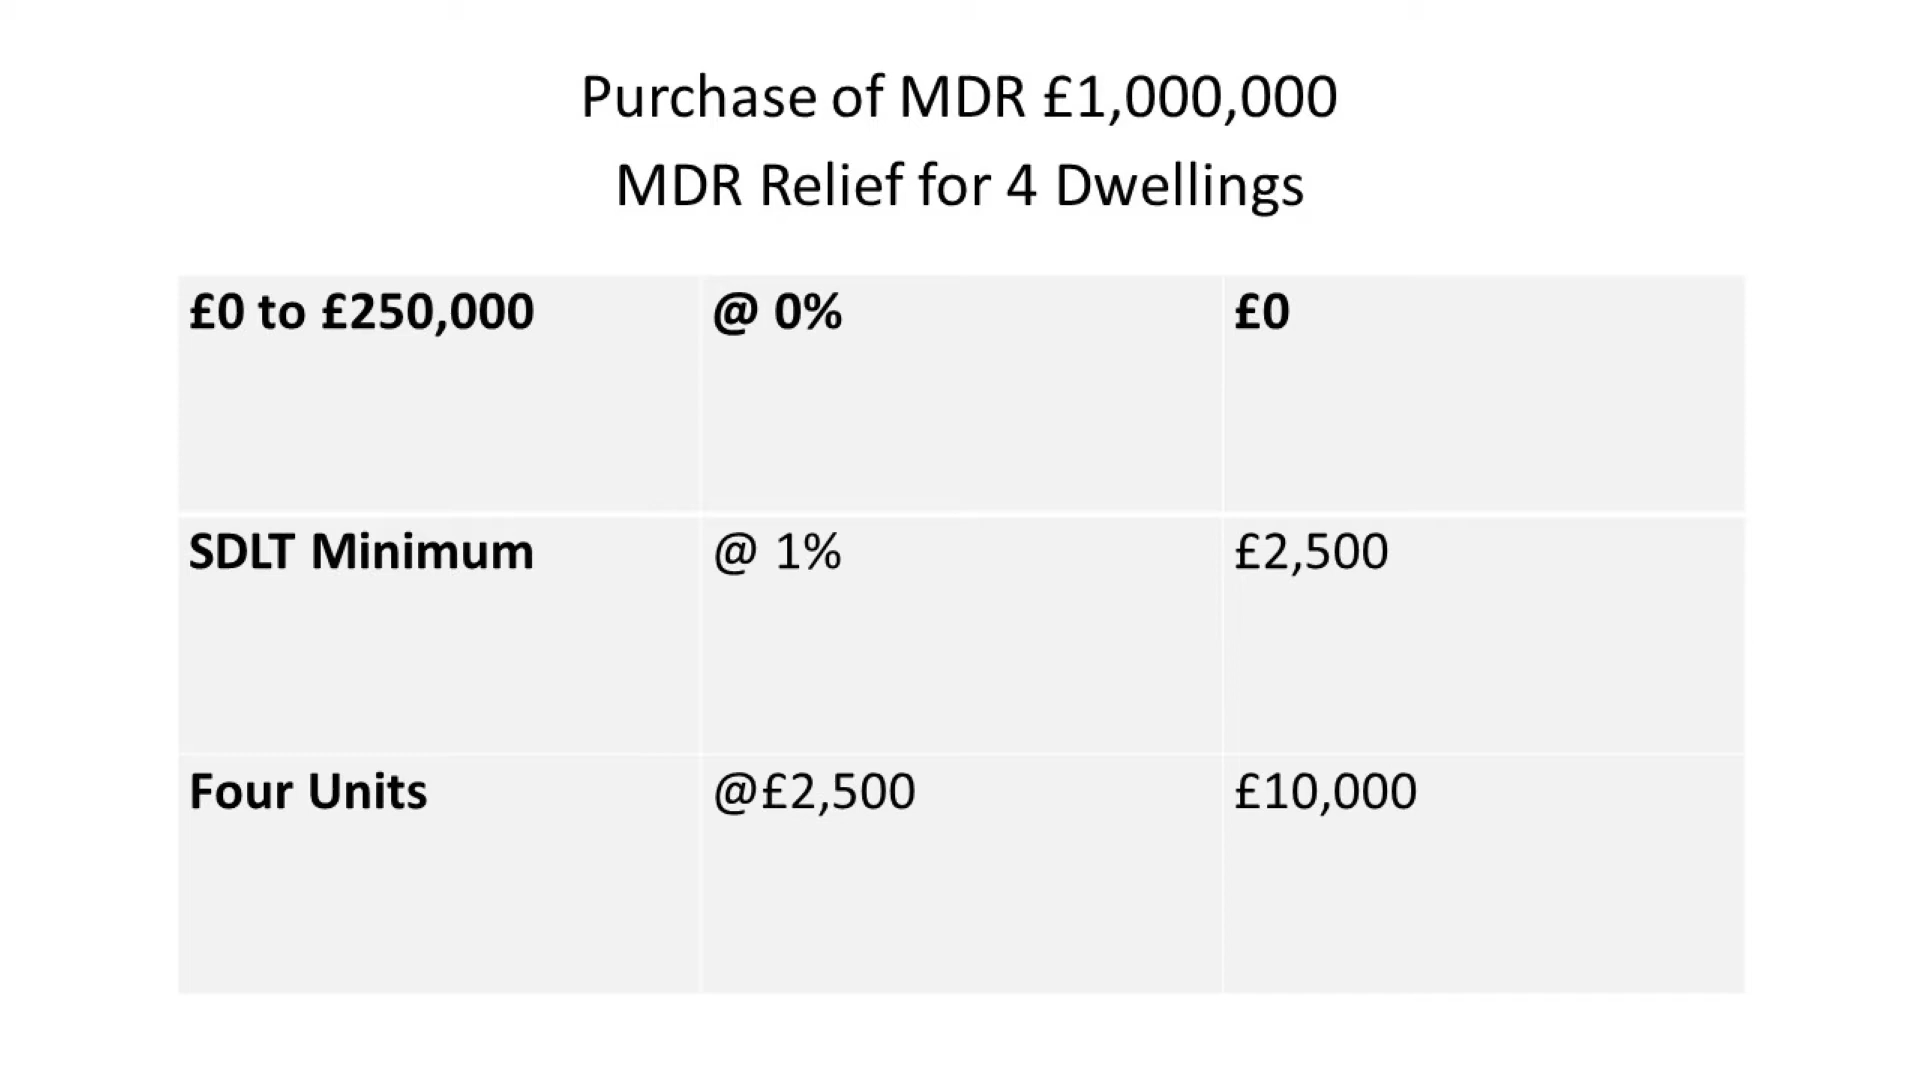 Purchase of MDR £1,000,000
MDR Relief for 4 Dwellings
£0 to £250,000 @ 0% £0
SDLT Minimum @ 1% £2,500
Four Units @£2,500 £10,000